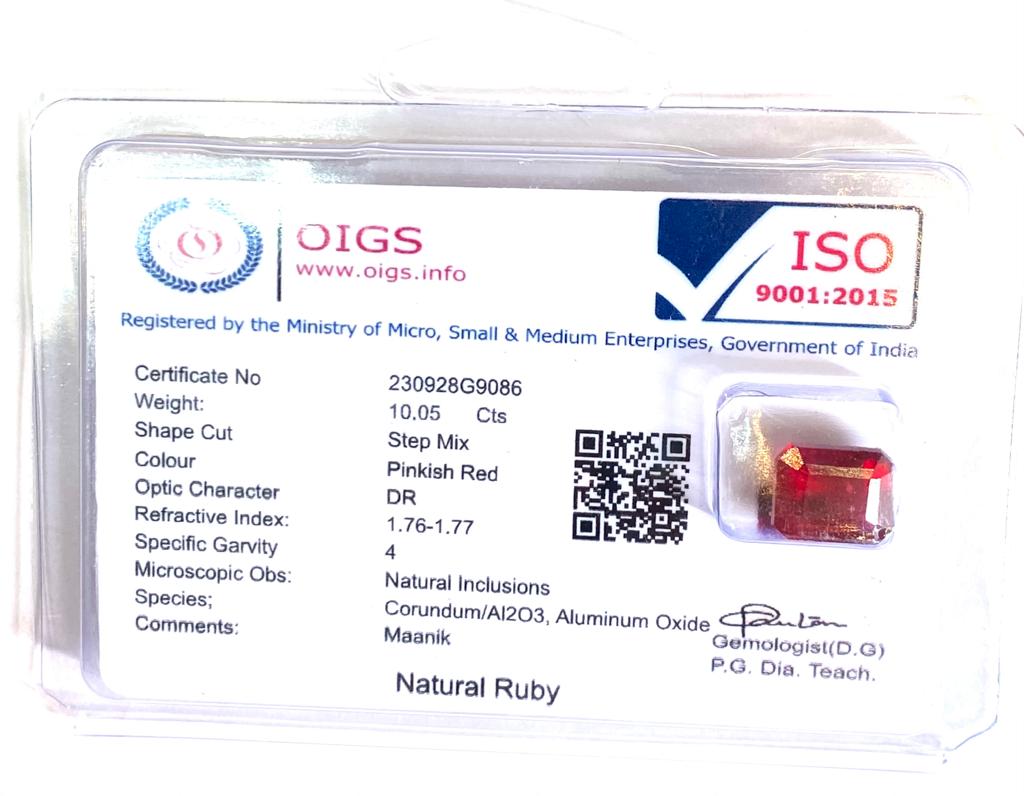 OIGS
www.oigs.info
ISO
9001:2015
Registered by the Ministry of Micro, Small & Medium Enterprises, Government of India
Certificate No 230928G9086
Weight: 10.05 Cts
Shape Cut Step Mix
Colour Pinkish Red
Optic Character DR
Refractive Index: 1.76-1.77
Specific Garvity 4
Microscopic Obs: Natural Inclusions
Species; Corundum/Al2O3, Aluminum Oxide
Comments: Maanik
Gemologist(D.G)
P.G. Dia. Teach.
Natural Ruby